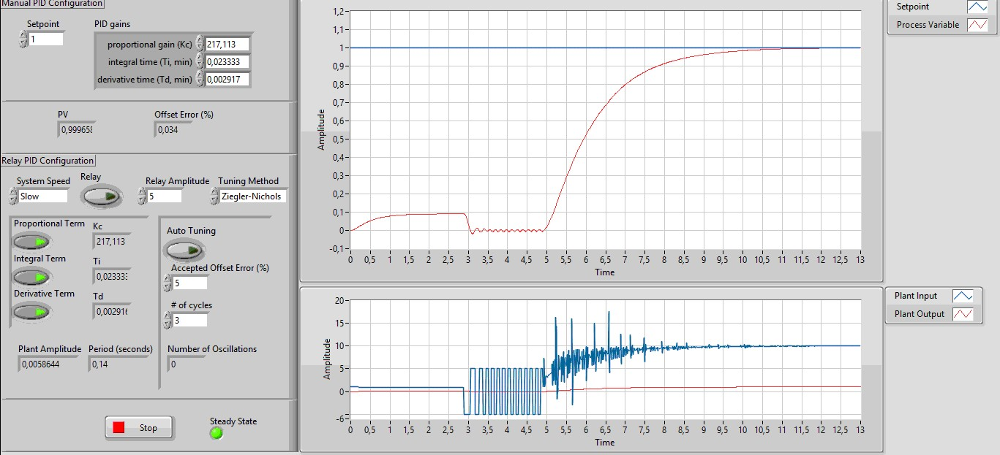 Manual PID Configuration
Setpoint
1
PID gains
proportional gain (Kc) 217,113
integral time (Ti, min) 0,023333
derivative time (Td, min) 0,002917
PV
0,999658
Offset Error (%)
0,034
Relay PID Configuration
System Speed
Slow
Relay
Relay Amplitude
5
Tuning Method
Ziegler-Nichols
Proportional Term
Kc
217,113
Integral Term
Ti
0,023333
Derivative Term
Td
0,002916
Auto Tuning
Accepted Offset Error (%)
5
# of cycles
3
Plant Amplitude
0,0058644
Period (seconds)
0,14
Number of Oscillations
0
Stop
Steady State
Amplitude
1,2
1,1
1
0,9
0,8
0,7
0,6
0,5
0,4
0,3
0,2
0,1
0
-0,1
0 0,5 1 1,5 2 2,5 3 3,5 4 4,5 5 5,5 6 6,5 7 7,5 8 8,5 9 9,5 10 10,5 11 11,5 12 12,5 13
Time
Setpoint
Process Variable
Amplitude
20
15
10
5
0
-6
0 0,5 1 1,5 2 2,5 3 3,5 4 4,5 5 5,5 6 6,5 7 7,5 8 8,5 9 9,5 10 10,5 11 11,5 12 12,5 13
Time
Plant Input
Plant Output